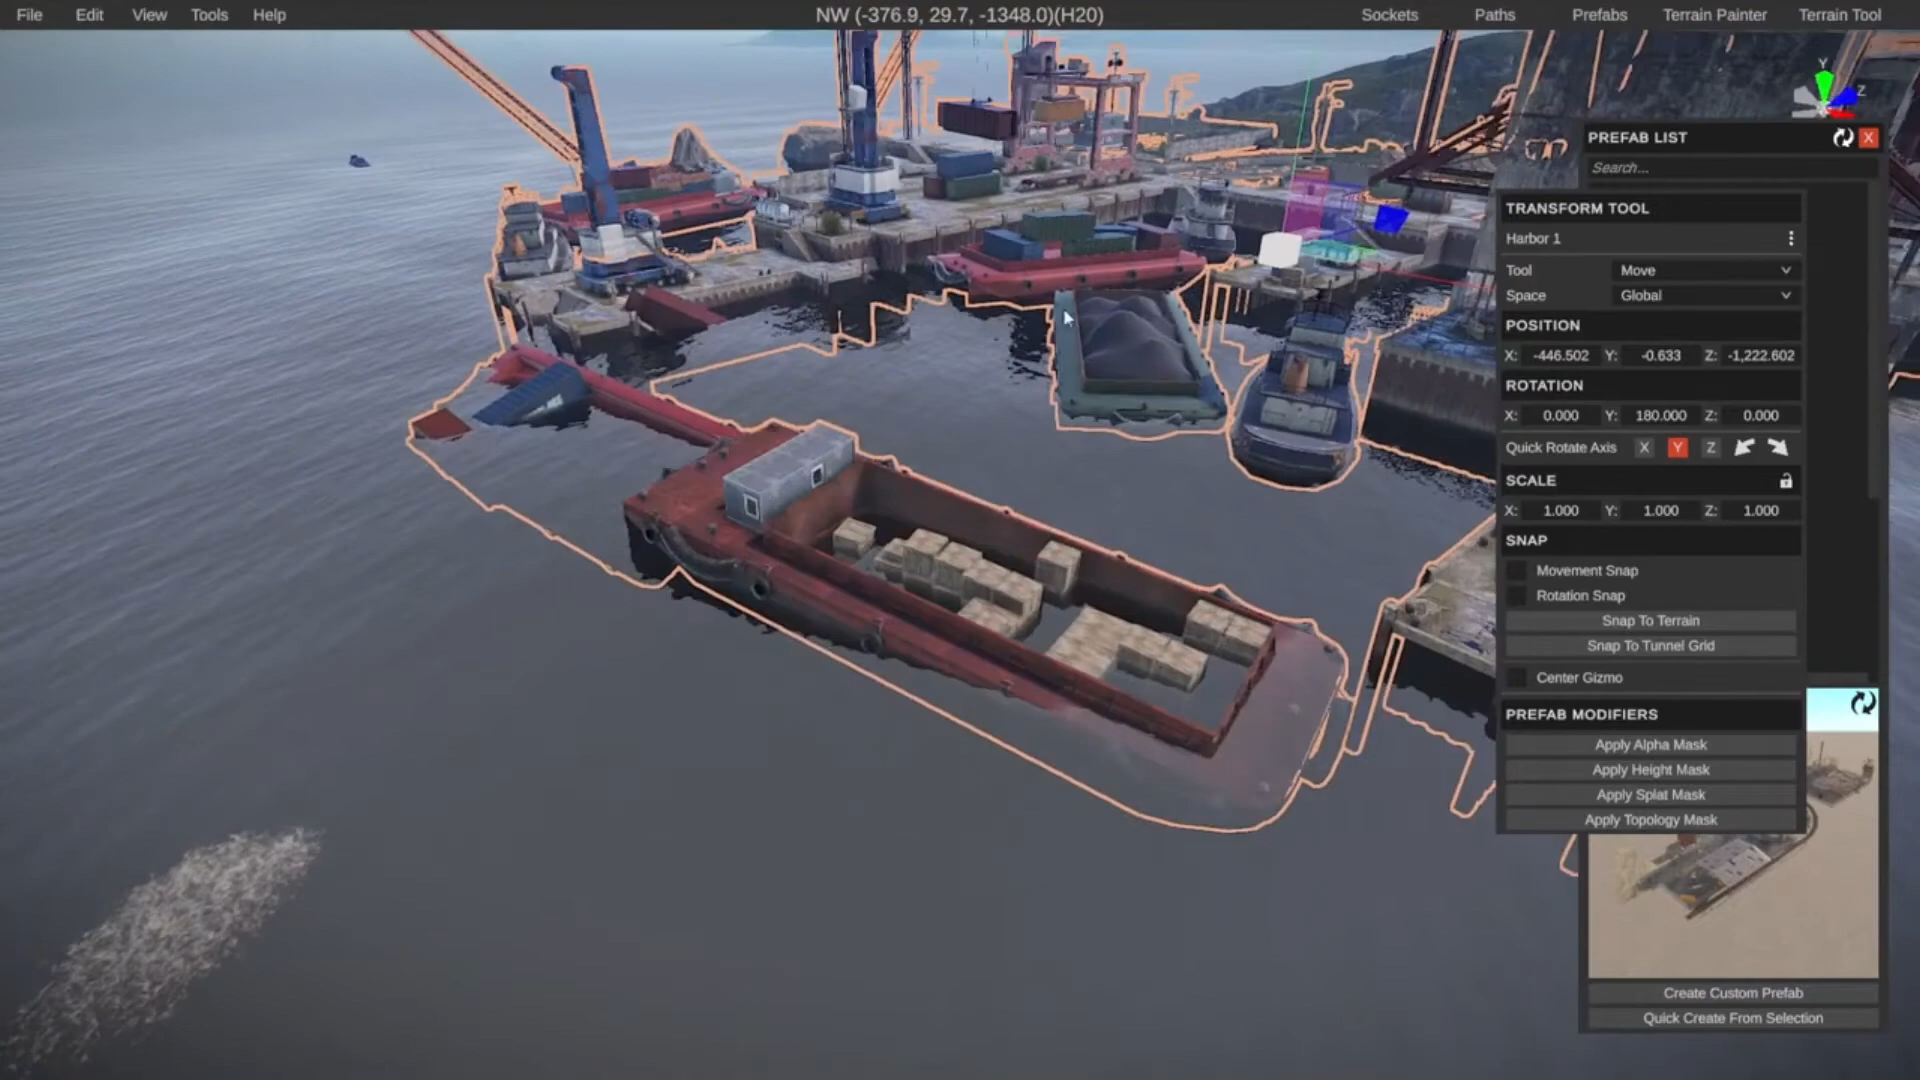 File Edit View Tools Help NW (-376.9, 29.7, -1348.0)(H20) Sockets Paths Prefabs Terrain Painter Terrain Tool
Y
Z
PREFAB LIST X
Search...
TRANSFORM TOOL
Harbor 1
Tool Move
Space Global
POSITION
X: -446.502 Y: -0.633 Z: -1,222.602
ROTATION
X: 0.000 Y: 180.000 Z: 0.000
Quick Rotate Axis X Y Z
SCALE
X: 1.000 Y: 1.000 Z: 1.000
SNAP
Movement Snap
Rotation Snap
Snap To Terrain
Snap To Tunnel Grid
Center Gizmo
PREFAB MODIFIERS
Apply Alpha Mask
Apply Height Mask
Apply Splat Mask
Apply Topology Mask
Create Custom Prefab
Quick Create From Selection